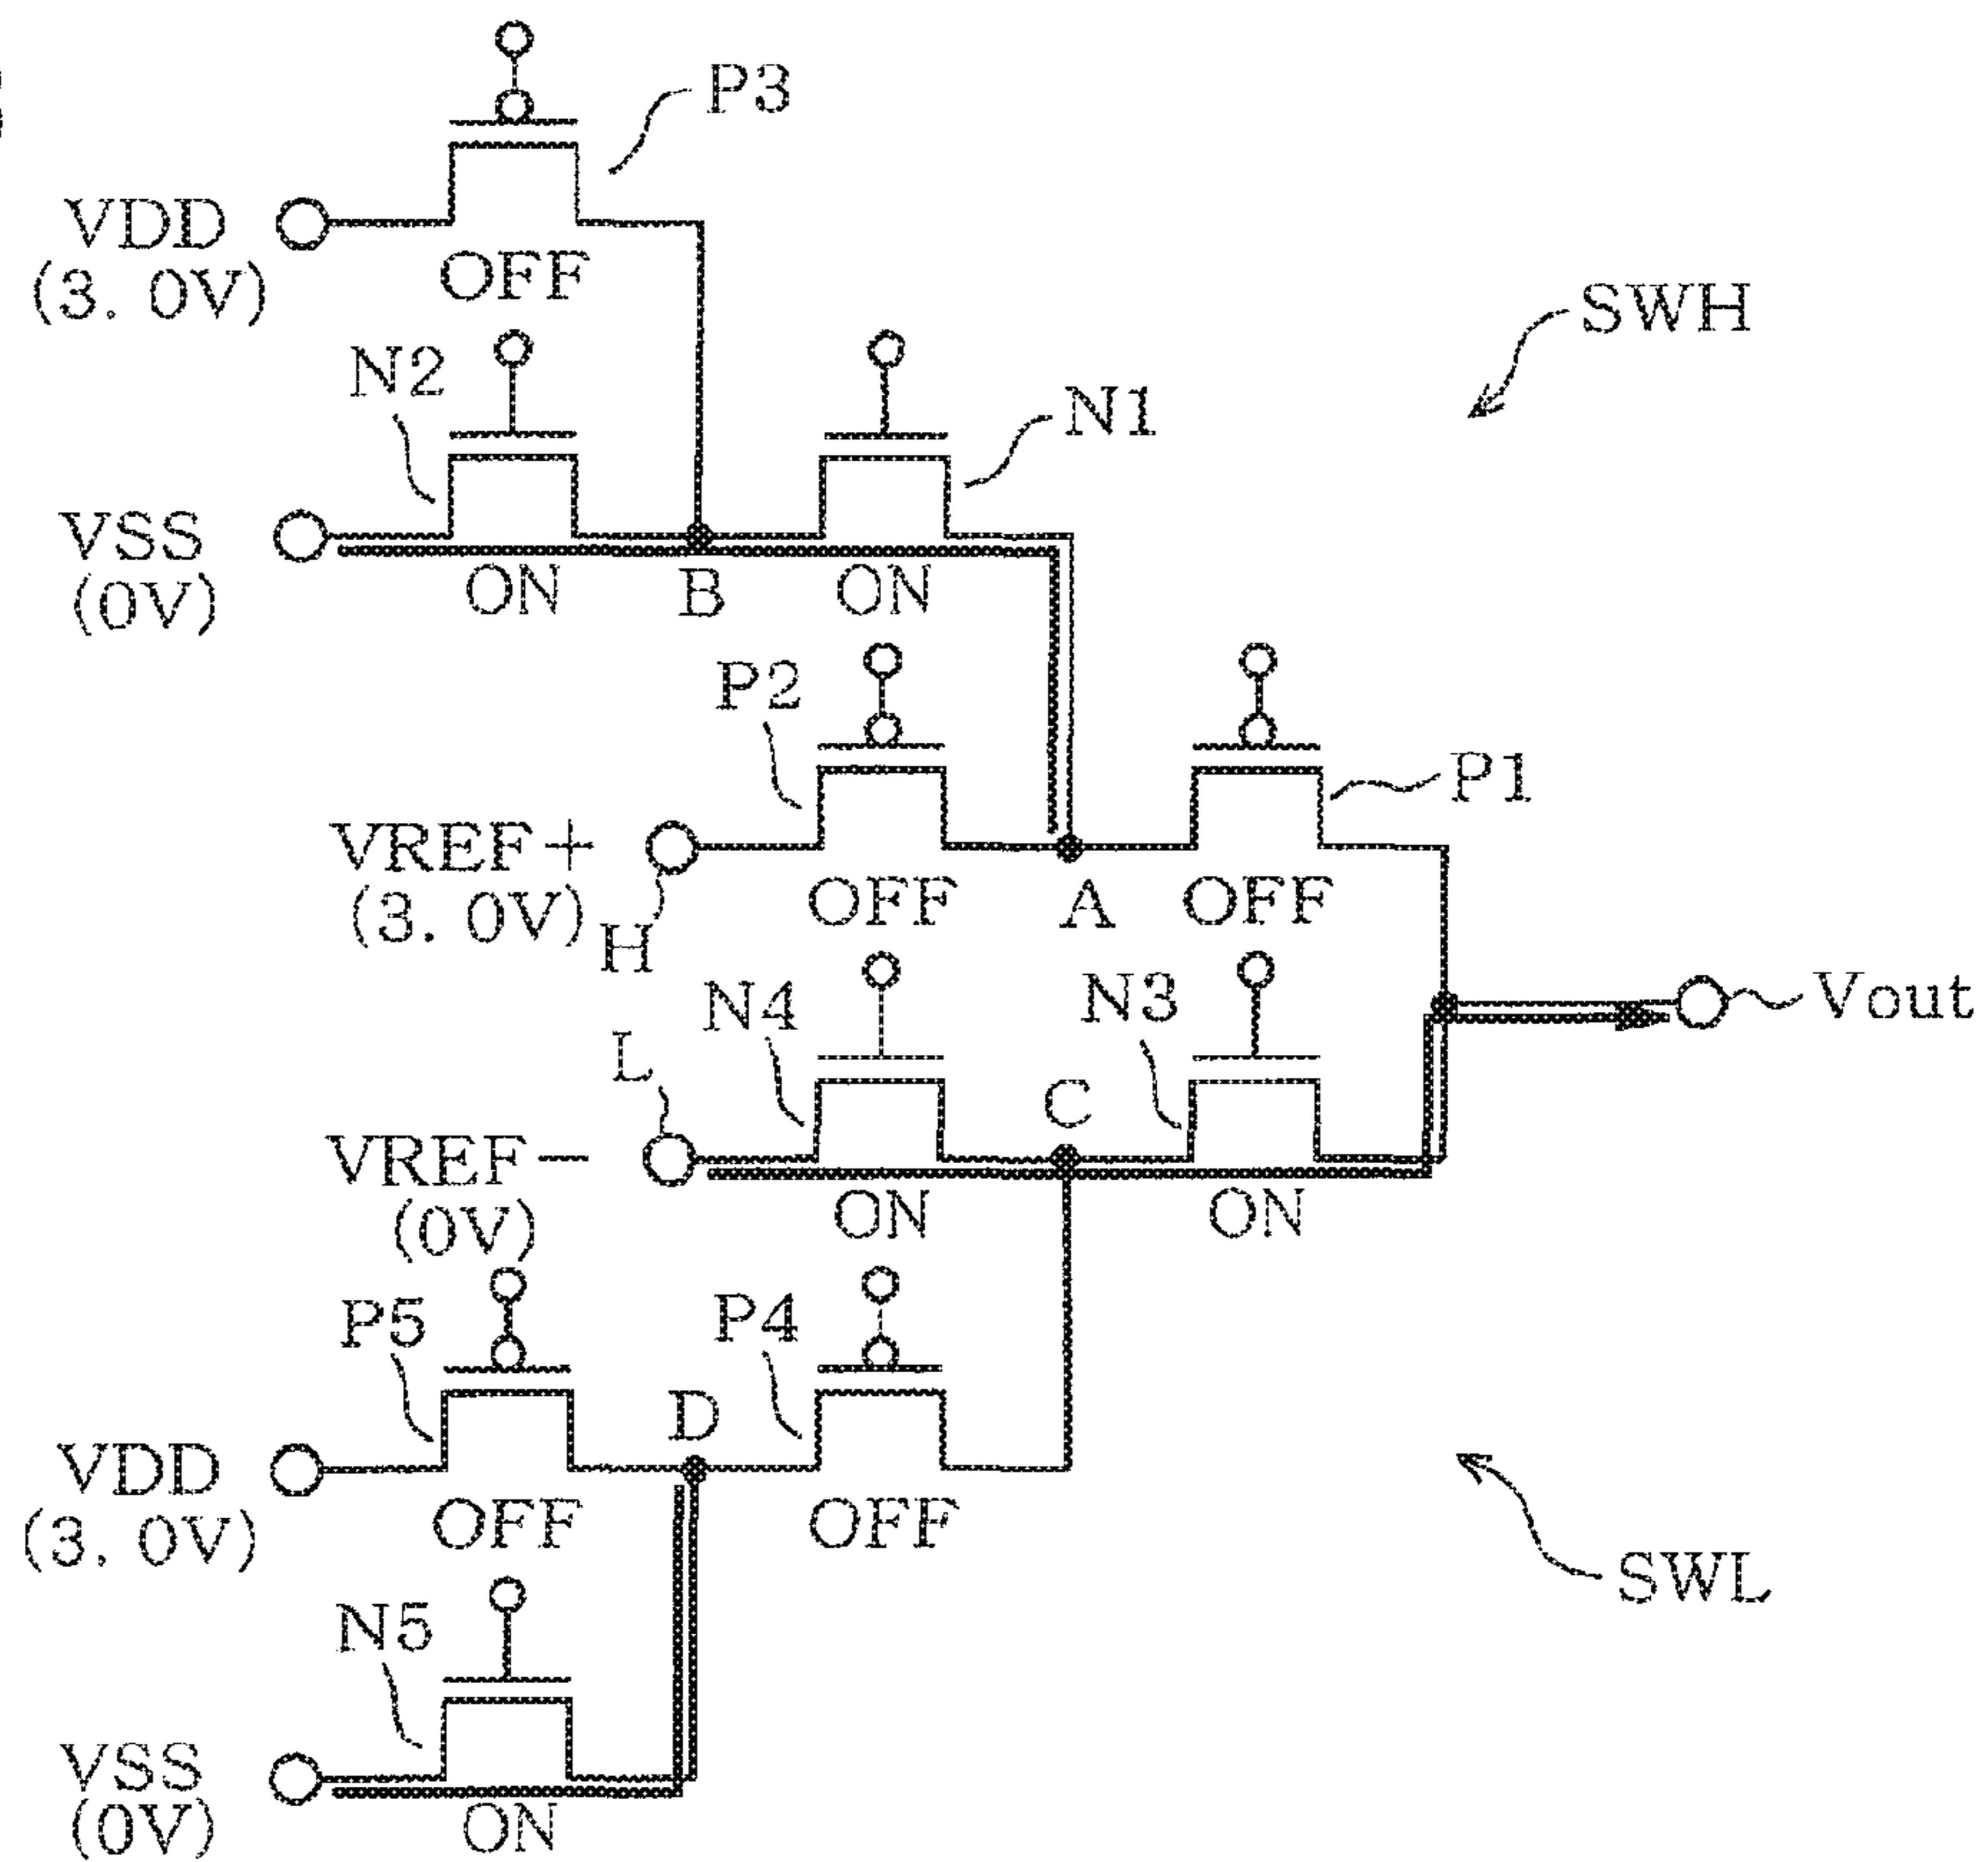 P3
VDD
(3. 0V)
OFF
SWH
N2
N1
VSS
(0V)
ON
B
ON
P2
P1
VREF+
(3. 0V)
H
OFF
A
OFF
N4
N3
Vout
L
C
VREF−
(0V)
ON
ON
P5
P4
D
VDD
(3. 0V)
OFF
OFF
SWL
N5
VSS
(0V)
ON